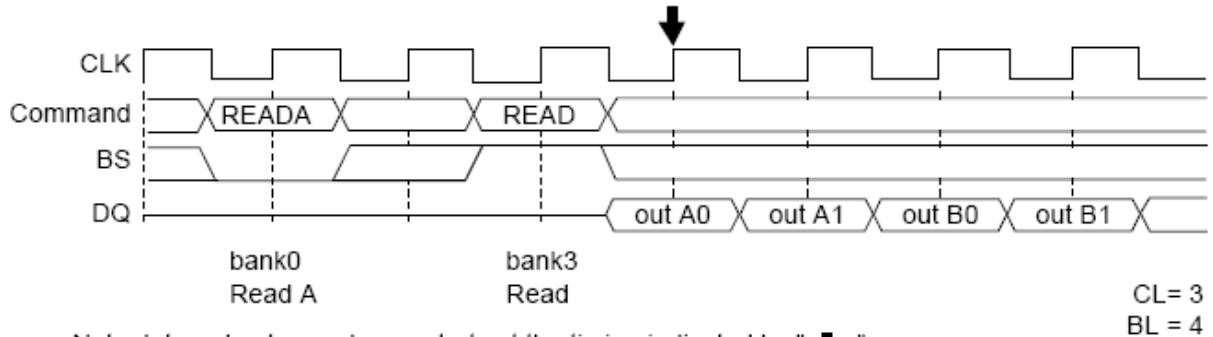 CLK
Command READA READ
BS
DQ out A0 out A1 out B0 out B1
bank0 bank3
Read A Read
CL= 3
BL = 4